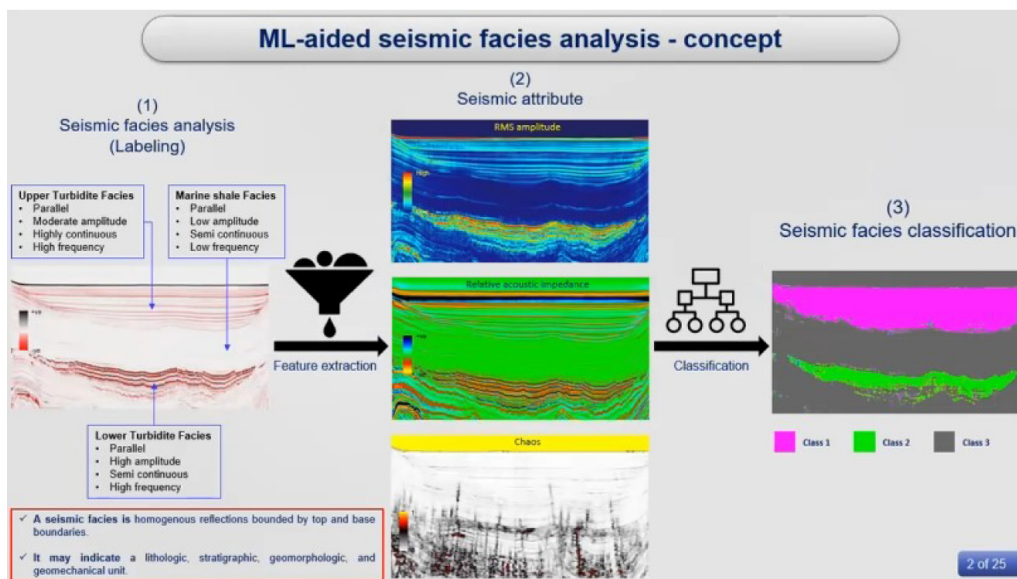 ML-aided seismic facies analysis - concept
(1)
Seismic facies analysis
(Labeling)
Upper Turbidite Facies
• Parallel
• Moderate amplitude
• Highly continuous
• High frequency
Marine shale Facies
• Parallel
• Low amplitude
• Semi continuous
• Low frequency
Lower Turbidite Facies
• Parallel
• High amplitude
• Semi continuous
• High frequency
✓ A seismic facies is homogenous reflections bounded by top and base
boundaries.
✓ It may indicate a lithologic, stratigraphic, geomorphologic, and
geomechanical unit.
Feature extraction
(2)
Seismic attribute
RMS amplitude
High
Relative acoustic impedance
Chaos
Classification
(3)
Seismic facies classification
Class 1
Class 2
Class 3
2 of 25